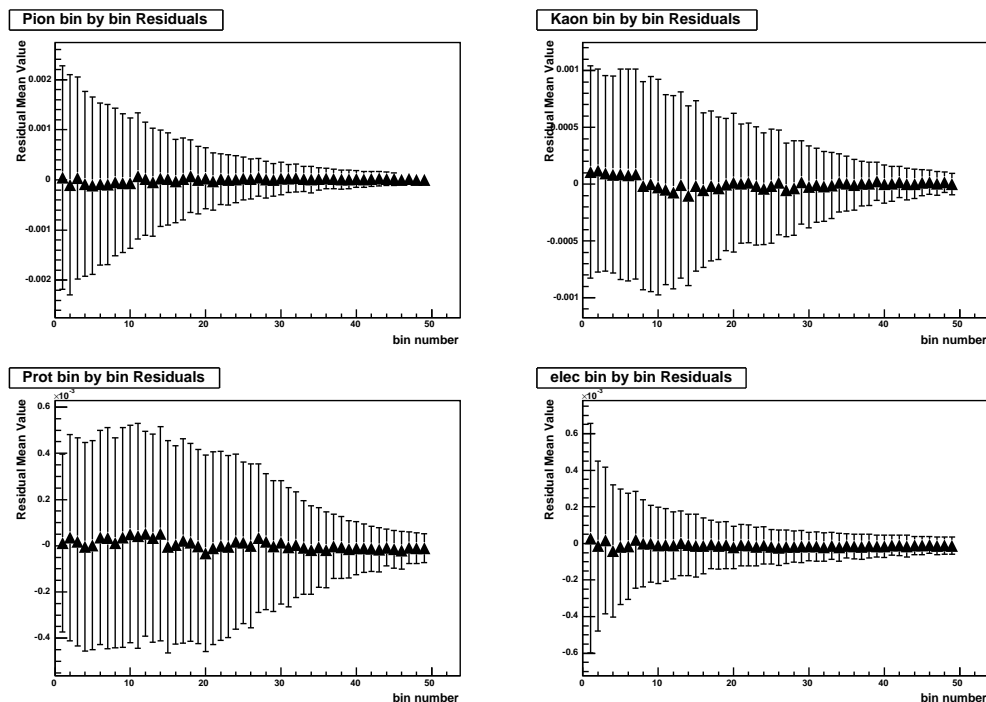 Pion bin by bin Residuals
Residual Mean Value
0.002
0.001
0
-0.001
-0.002
0 10 20 30 40 50
bin number
Kaon bin by bin Residuals
Residual Mean Value
0.001
0.0005
0
-0.0005
-0.001
0 10 20 30 40 50
bin number
Prot bin by bin Residuals
×10⁻³
Residual Mean Value
0.6
0.4
0.2
-0
-0.2
-0.4
0 10 20 30 40 50
bin number
elec bin by bin Residuals
×10⁻³
Residual Mean Value
0.6
0.4
0.2
0
-0.2
-0.4
-0.6
0 10 20 30 40 50
bin number